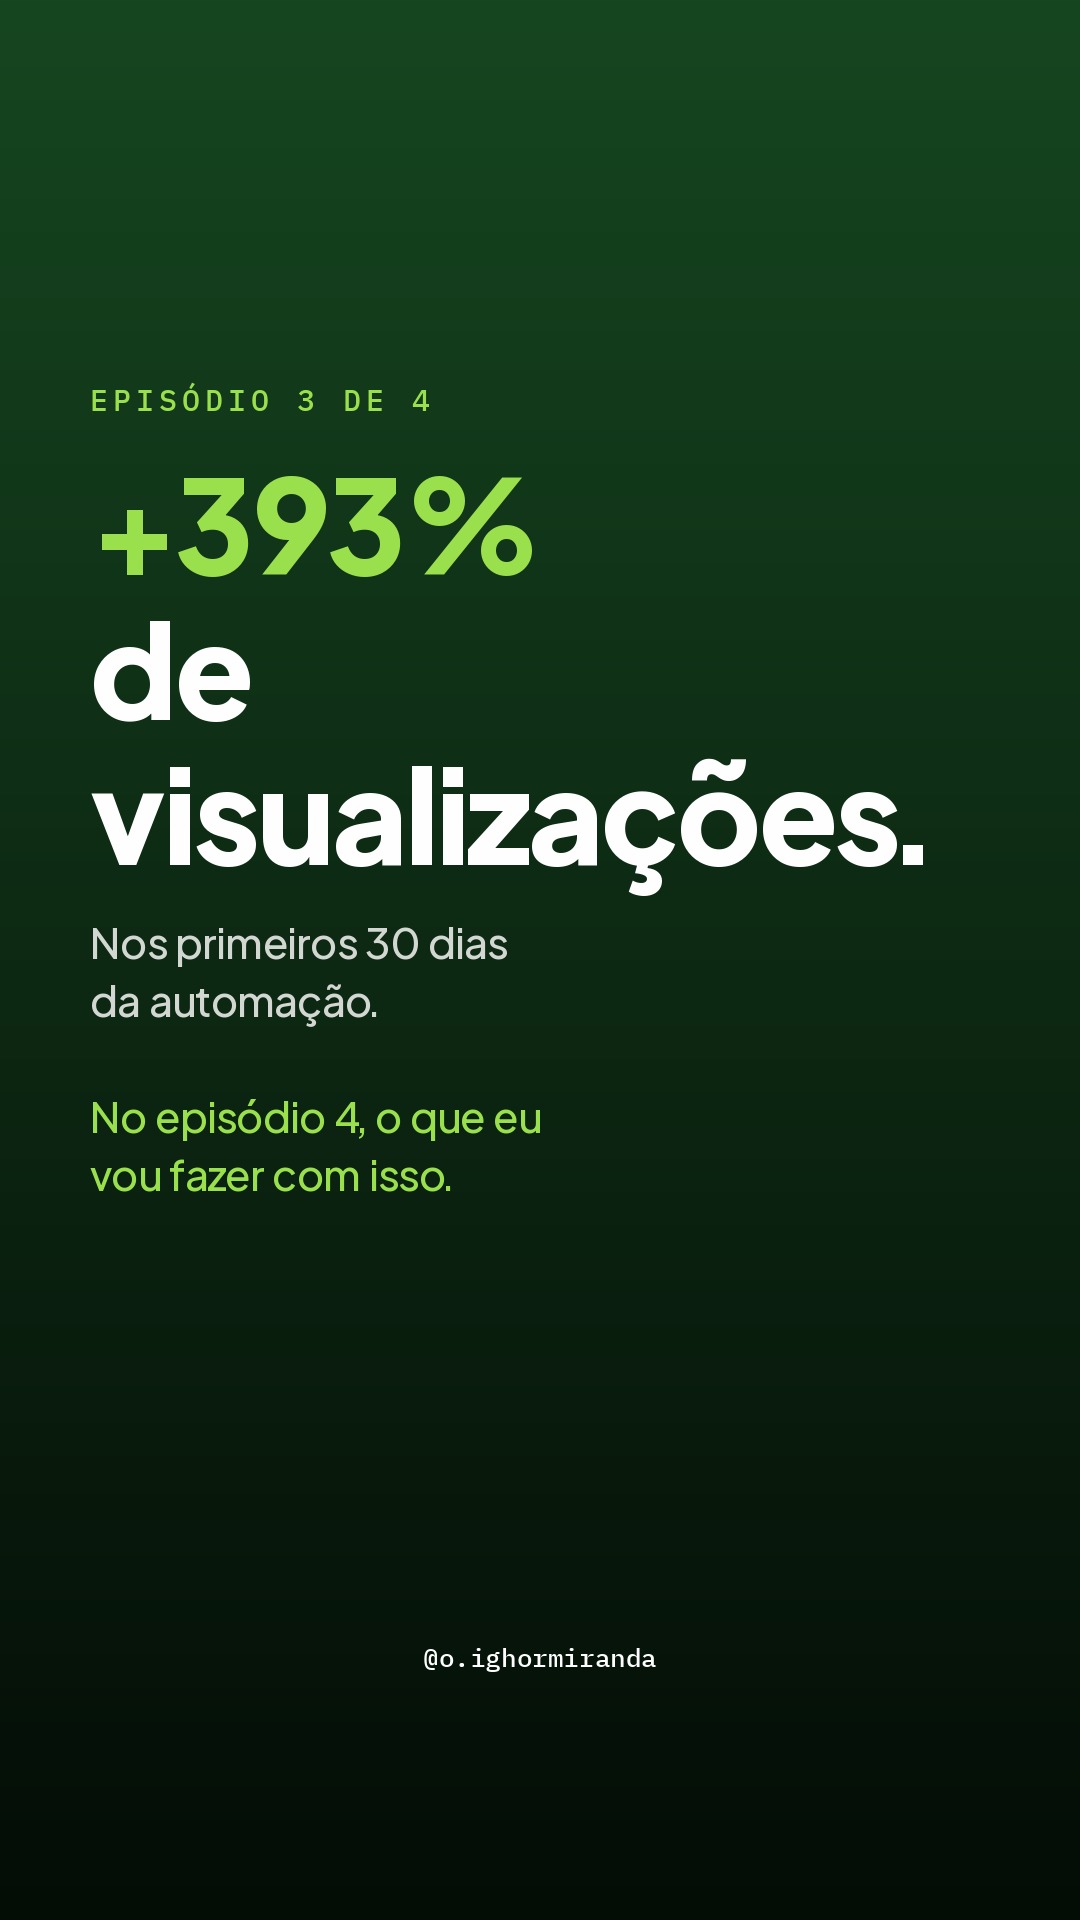 EPISÓDIO 3 DE 4
+393%
de
visualizações.
Nos primeiros 30 dias
da automação.
No episódio 4, o que eu
vou fazer com isso.
@o.ighormiranda